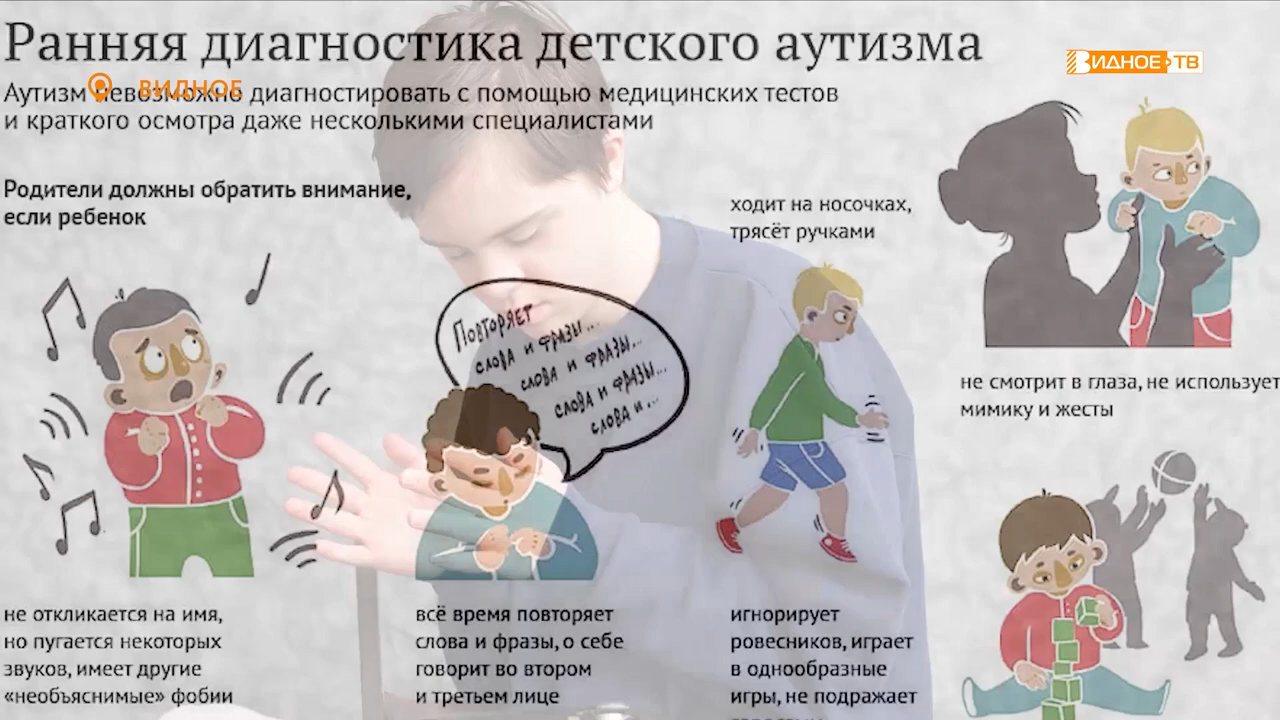 Ранняя диагностика детского аутизма
ВИДНОЕ ТВ
ВИДНОЕ
Аутизм невозможно диагностировать с помощью медицинских тестов
и краткого осмотра даже несколькими специалистами
Родители должны обратить внимание,
если ребенок
ходит на носочках,
трясёт ручками
Повторяет
слова и фразы...
слова и фразы...
слова и фразы...
слова и...
не смотрит в глаза, не использует
мимику и жесты
не откликается на имя,
но пугается некоторых
звуков, имеет другие
«необъяснимые» фобии
всё время повторяет
слова и фразы, о себе
говорит во втором
и третьем лице
игнорирует
ровесников, играет
в однообразные
игры, не подражает